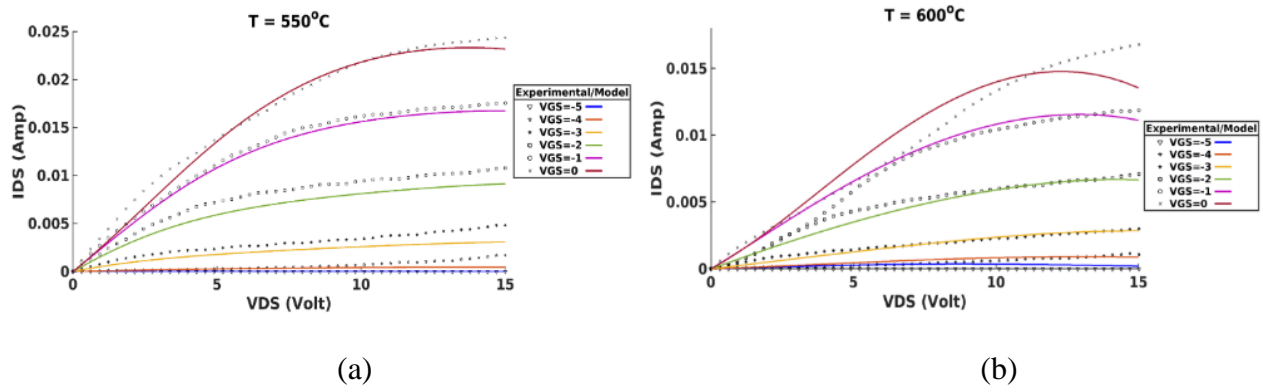 T = 550°C
IDS (Amp)
0.025
0.02
0.015
0.01
0.005
0
0 5 10 15
VDS (Volt)
Experimental/Model
VGS=-5
VGS=-4
VGS=-3
VGS=-2
VGS=-1
VGS=0
(a)
T = 600°C
IDS (Amp)
0.015
0.01
0.005
0
0 5 10 15
VDS (Volt)
Experimental/Model
VGS=-5
VGS=-4
VGS=-3
VGS=-2
VGS=-1
VGS=0
(b)